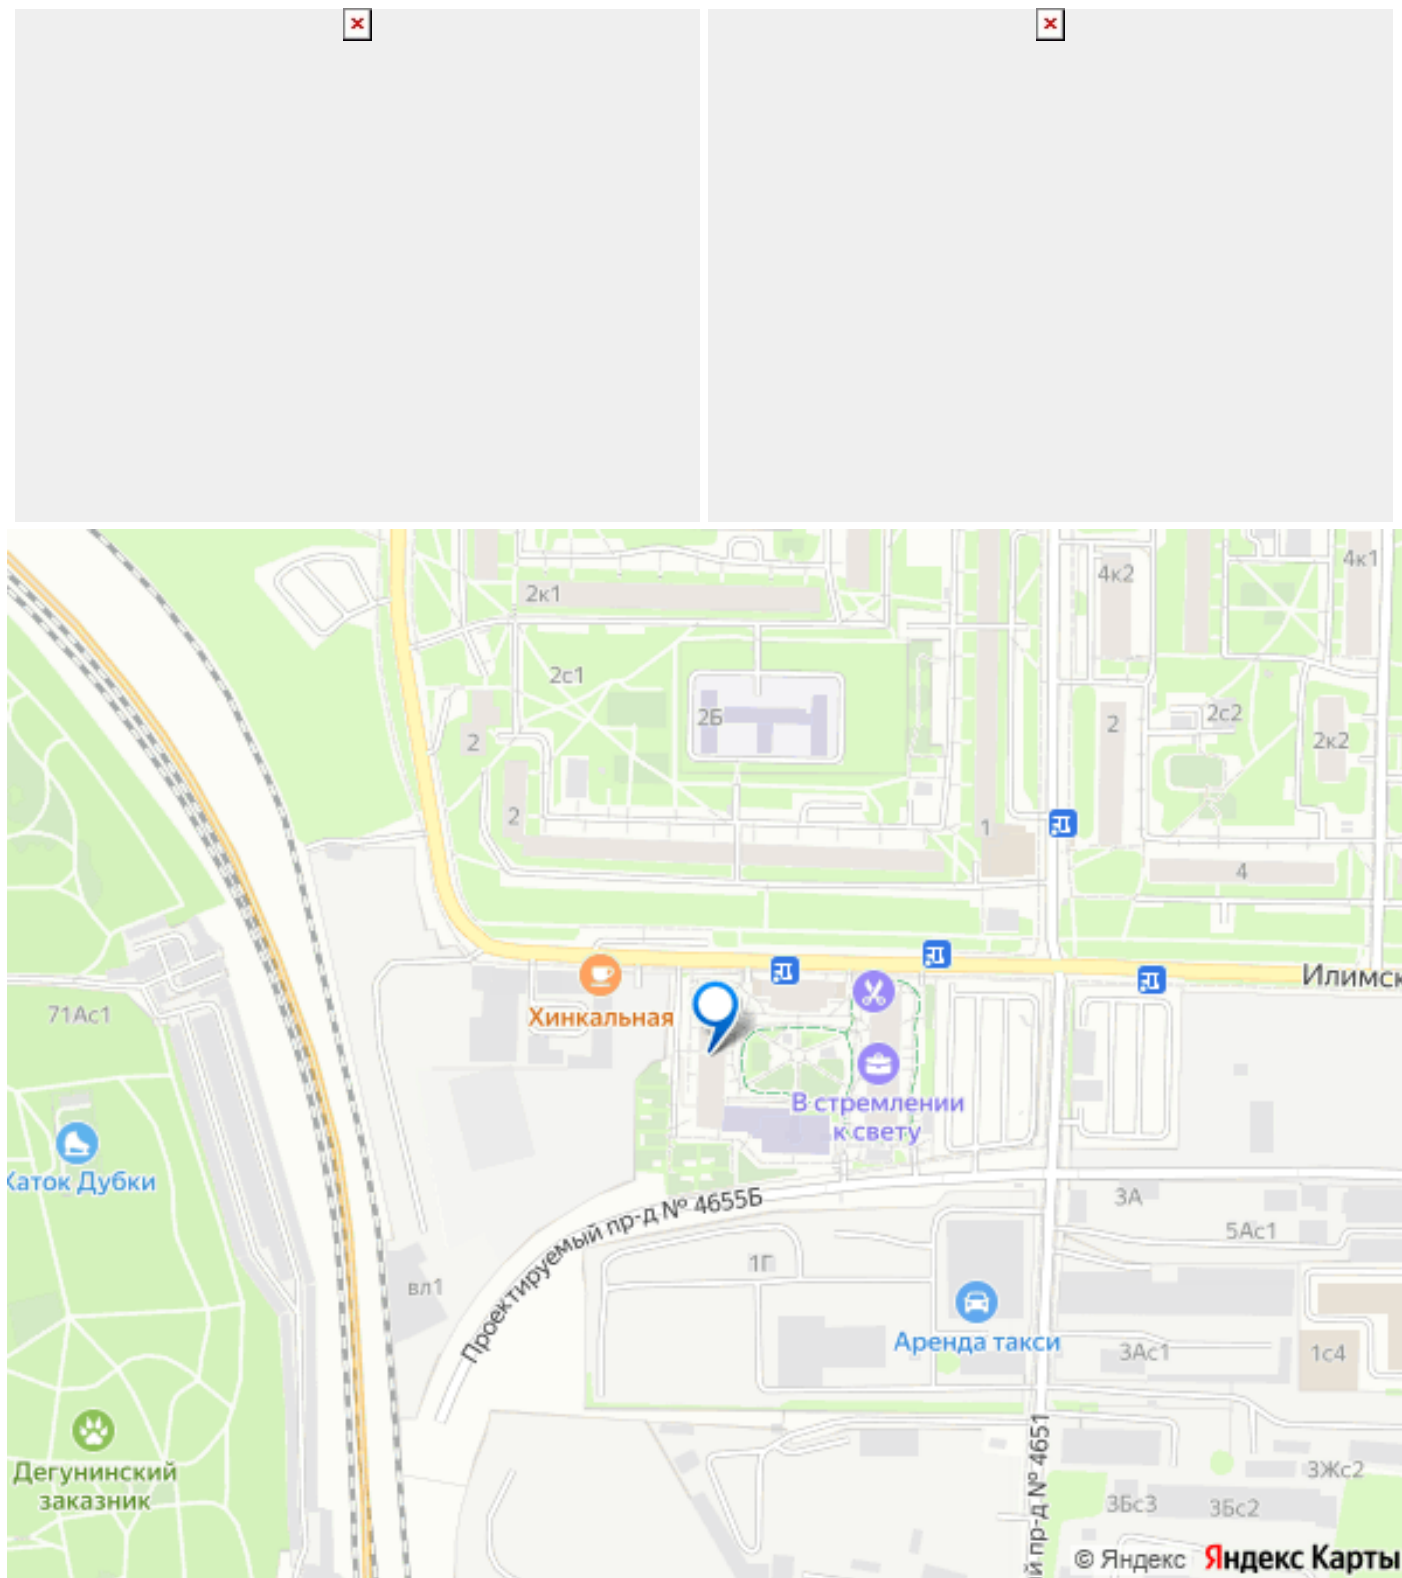 4к1
4к2
2к1
2с1
2Б
2с2
2
2
2к2
2
1
4
Илимск
71Ас1
Хинкальная
В стремлении
к свету
Каток Дубки
Проектируемый пр-д № 4655Б
3А
5Ас1
1Г
вл1
Аренда такси
3Ас1
1с4
Дегунинский
заказник
й пр-д № 4651
3Жс2
3Бс3
3Бс2
© Яндекс Яндекс Карты